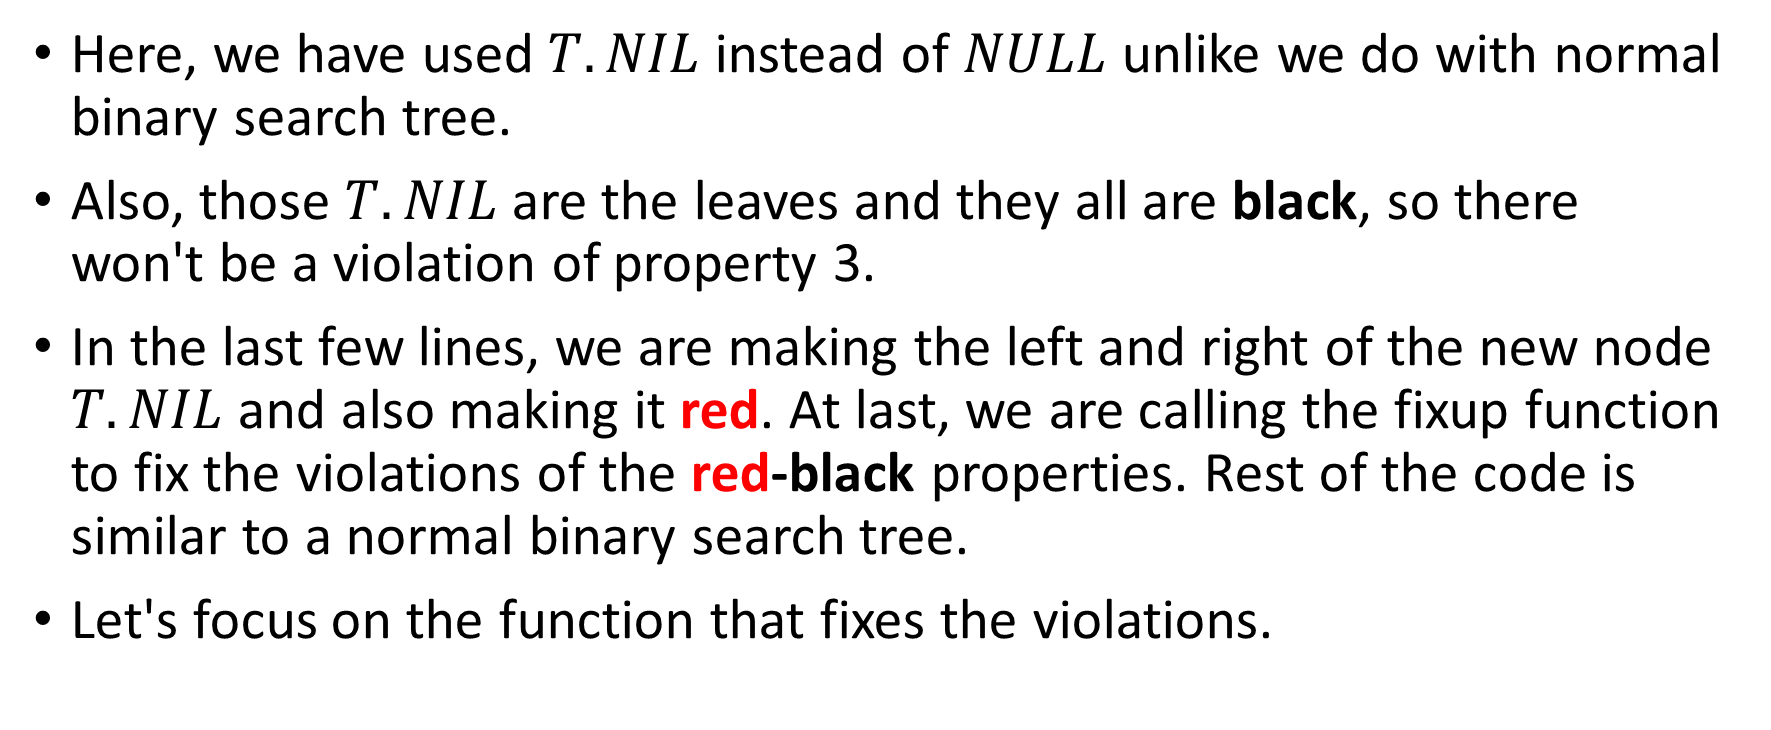 • Here, we have used T.NIL instead of NULL unlike we do with normal
binary search tree.
• Also, those T.NIL are the leaves and they all are black, so there
won't be a violation of property 3.
• In the last few lines, we are making the left and right of the new node
T.NIL and also making it red. At last, we are calling the fixup function
to fix the violations of the red-black properties. Rest of the code is
similar to a normal binary search tree.
• Let's focus on the function that fixes the violations.